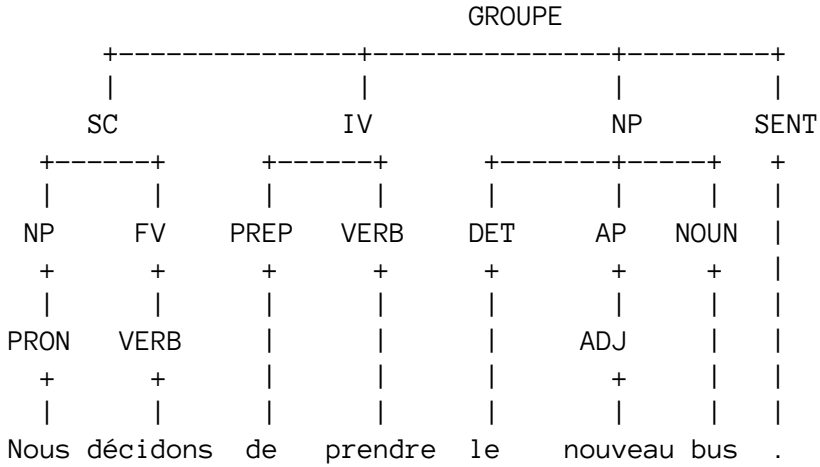 GROUPE
SC IV NP SENT
NP FV PREP VERB DET AP NOUN
PRON VERB ADJ
Nous décidons de prendre le nouveau bus .